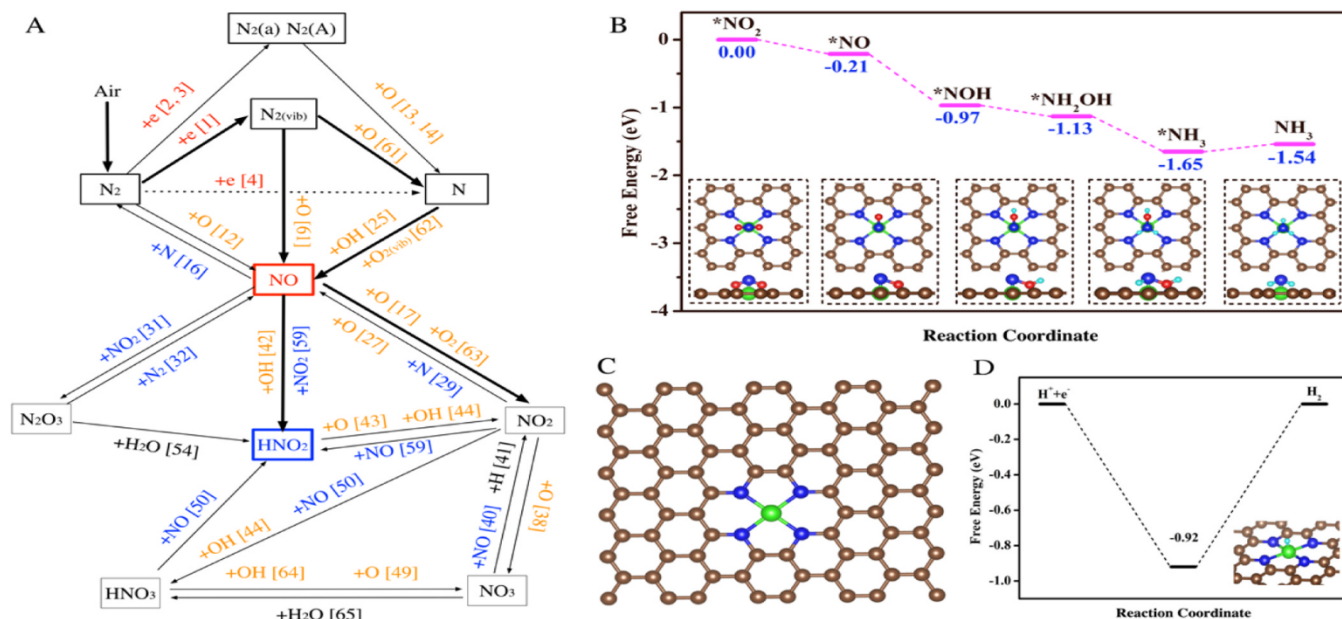 A
N₂(a) N₂(A)
Air
+e [2, 3]
+O [13, 14]
+e [1]
N₂(vib)
+O [61]
N₂
+e [4]
N
+O [12]
+N [16]
+O [61]
+OH [25]
+O₂(vib) [62]
NO
+NO₂ [31]
+N₂ [32]
+OH [42]
+NO₂ [59]
+O [17]
+O₂ [63]
+O [27]
+N [29]
N₂O₃
+H₂O [54]
HNO₂
+O [43]
+OH [44]
+NO [59]
NO₂
+NO [50]
+NO [50]
+OH [44]
+H [41]
+NO [40]
+O [38]
HNO₃
+OH [64]
+O [49]
+H₂O [65]
NO₃
B
Free Energy (eV)
0
-1
-2
-3
-4
*NO₂
0.00
*NO
-0.21
*NOH
-0.97
*NH₂OH
-1.13
*NH₃
-1.65
NH₃
-1.54
Reaction Coordinate
C
D
Free Energy (eV)
0.0
-0.2
-0.4
-0.6
-0.8
-1.0
H⁺+e⁻
H₂
-0.92
Reaction Coordinate